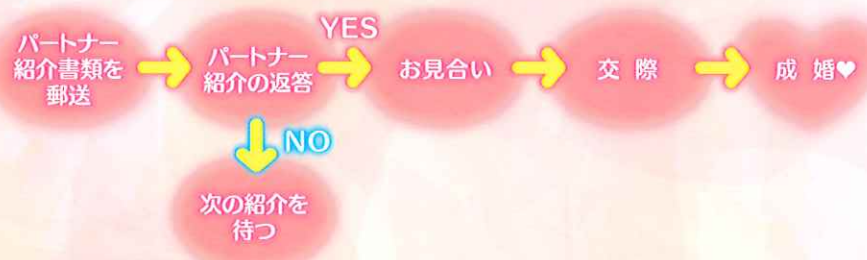 パートナー
紹介書類を
郵送
パートナー
紹介の返答
YES
お見合い
交 際
成 婚♥
NO
次の紹介を
待つ